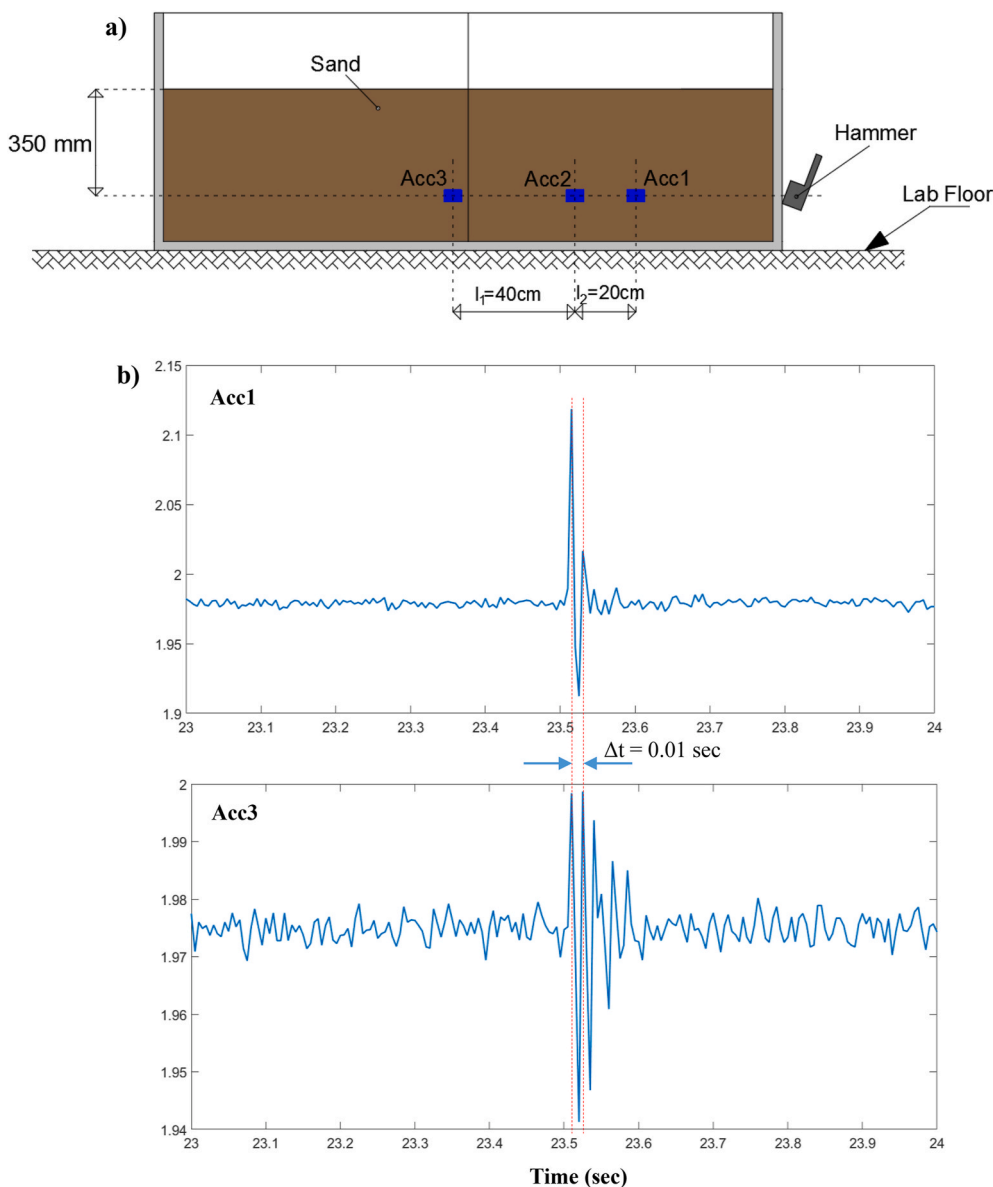 a)
Sand
350 mm
Hammer
Acc3 Acc2 Acc1
Lab Floor
l₁=40cm l₂=20cm
b)
Acc1
2.15
2.1
2.05
2
1.95
1.9
23 23.1 23.2 23.3 23.4 23.5 23.6 23.7 23.8 23.9 24
Δt = 0.01 sec
Acc3
2
1.99
1.98
1.97
1.96
1.95
1.94
23 23.1 23.2 23.3 23.4 23.5 23.6 23.7 23.8 23.9 24
Time (sec)